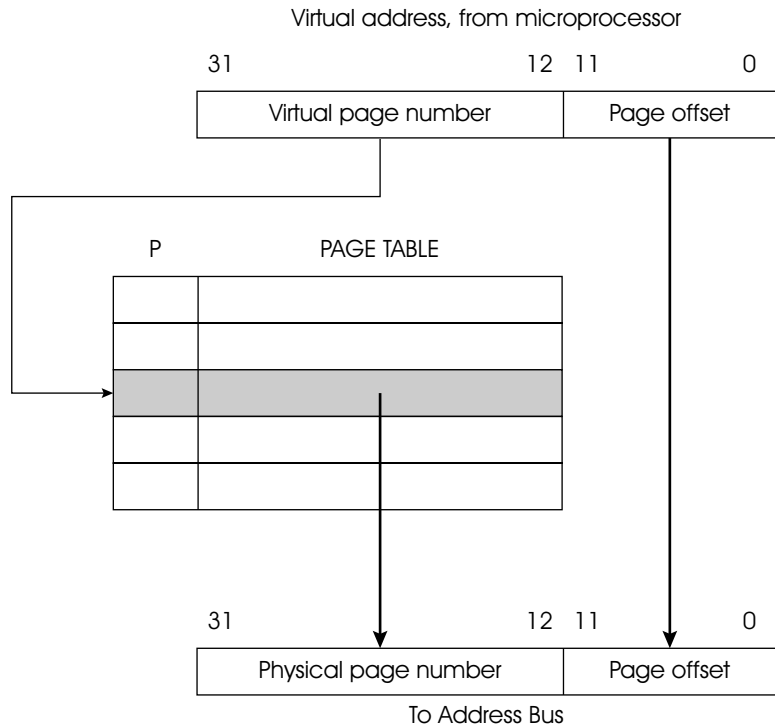 Virtual address, from microprocessor
31 12 11 0
Virtual page number Page offset
P PAGE TABLE
31 12 11 0
Physical page number Page offset
To Address Bus